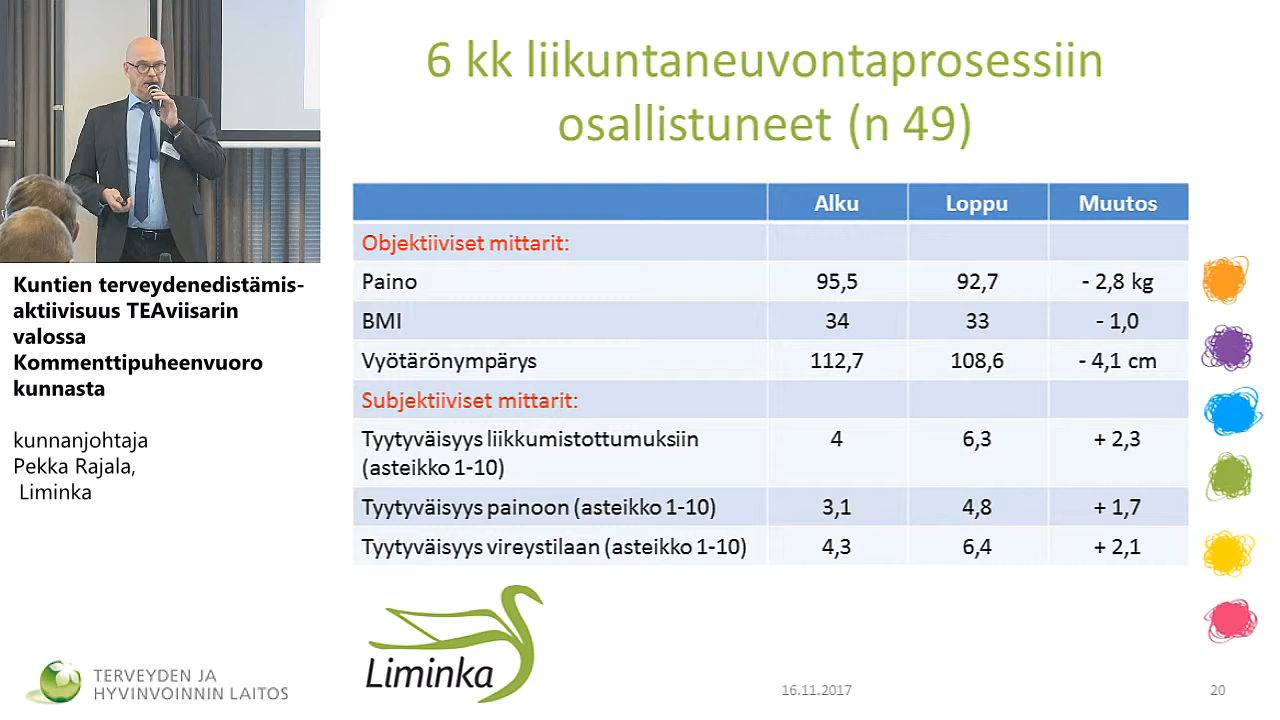 6 kk liikuntaneuvontaprosessiin
osallistuneet (n 49)
Alku Loppu Muutos
Objektiiviset mittarit:
Paino 95,5 92,7 - 2,8 kg
BMI 34 33 - 1,0
Vyötärönympärys 112,7 108,6 - 4,1 cm
Subjektiiviset mittarit:
Tyytyväisyys liikkumistottumuksiin 4 6,3 + 2,3
(asteikko 1-10)
Tyytyväisyys painoon (asteikko 1-10) 3,1 4,8 + 1,7
Tyytyväisyys vireystilaan (asteikko 1-10) 4,3 6,4 + 2,1
Kuntien terveydenedistämis-
aktiivisuus TEAviisarin
valossa
Kommenttipuheenvuoro
kunnasta
kunnanjohtaja
Pekka Rajala,
Liminka
TERVEYDEN JA
HYVINVOINNIN LAITOS
Liminka
16.11.2017
20